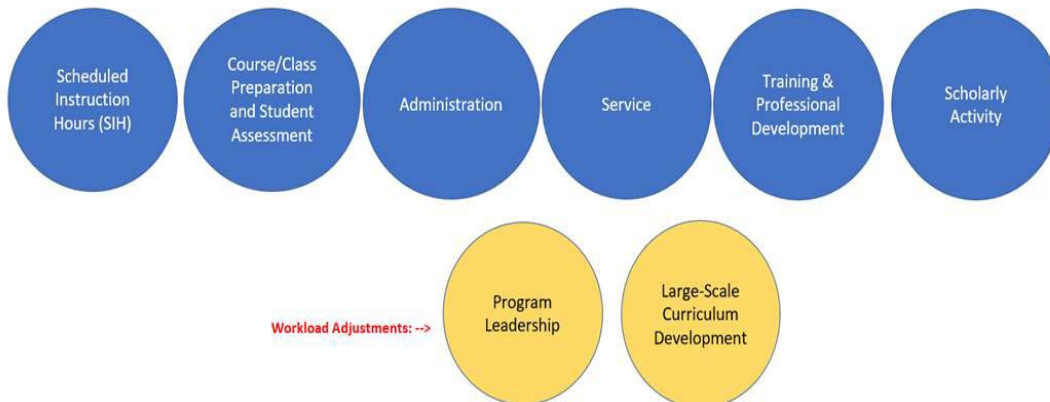 Scheduled
Instruction
Hours (SIH)
Course/Class
Preparation
and Student
Assessment
Administration
Service
Training &
Professional
Development
Scholarly
Activity
Workload Adjustments: -->
Program
Leadership
Large-Scale
Curriculum
Development